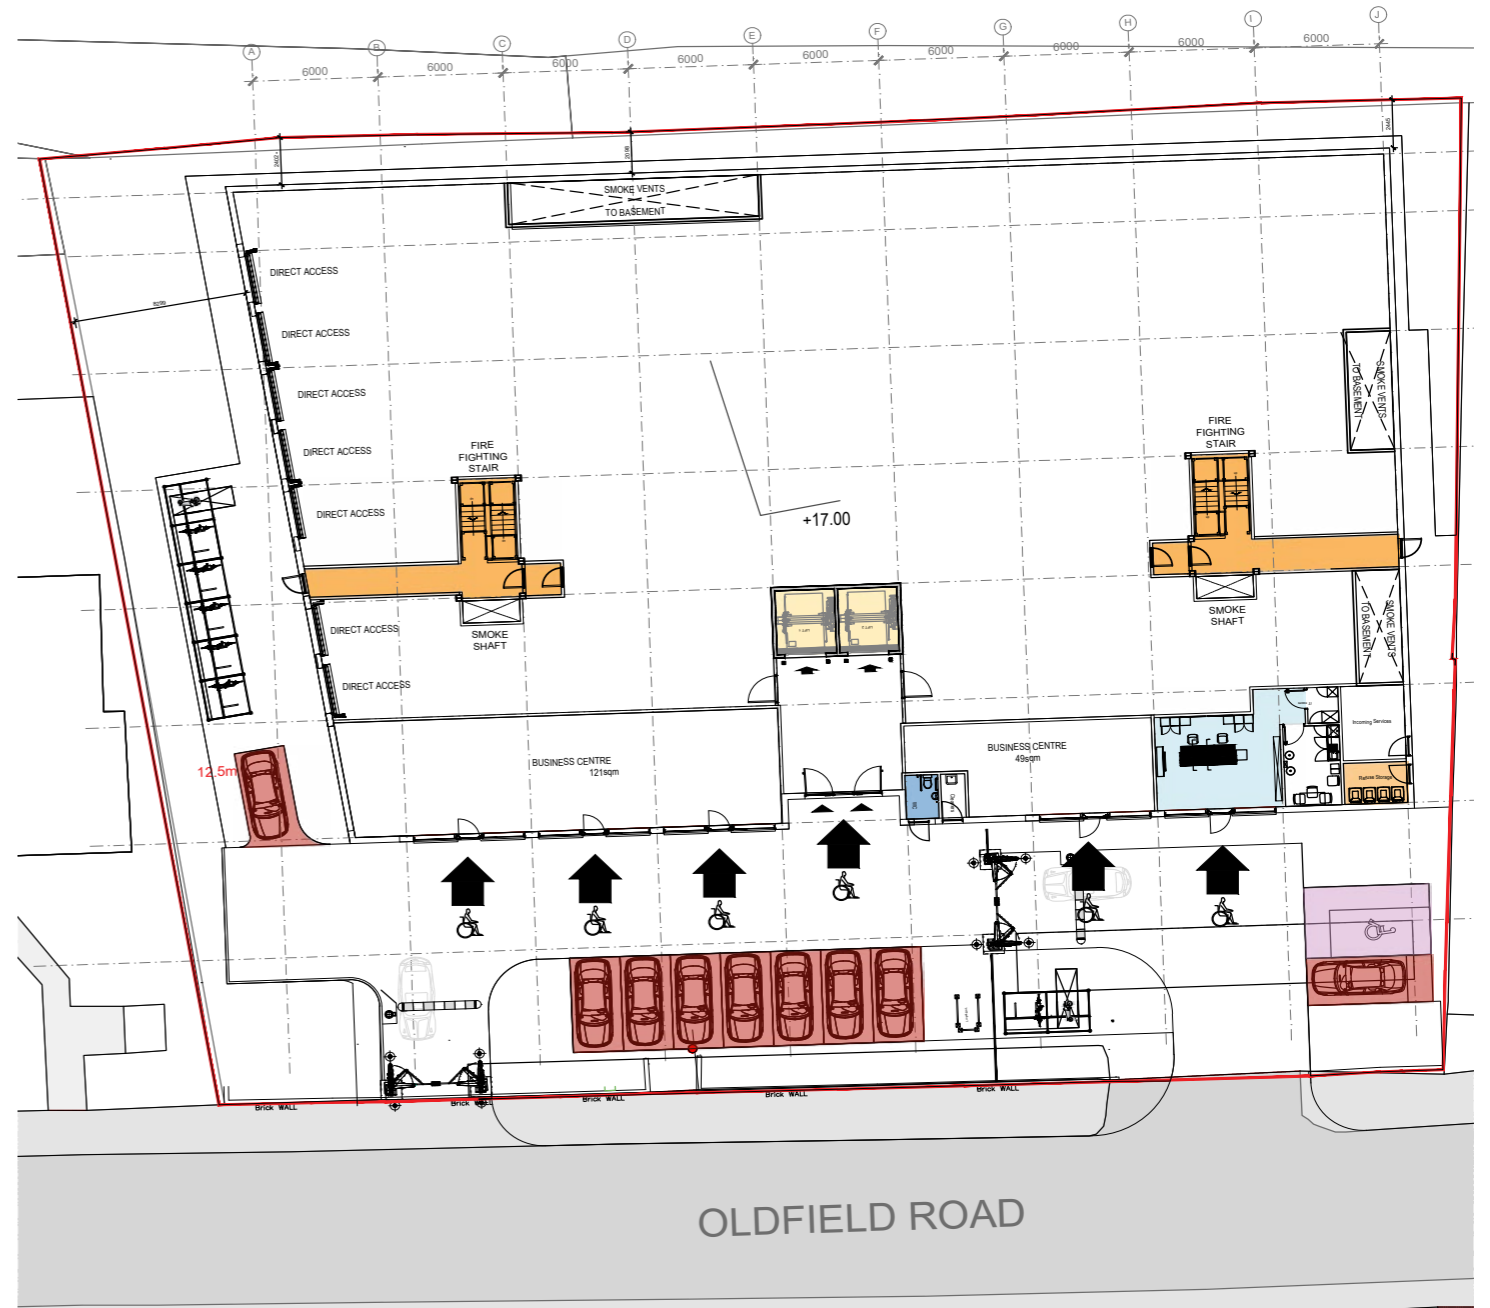 A B C D E F G H I J
6000 6000 6000 6000 6000 6000 6000 6000 6000
2098
SMOKE VENTS
TO BASEMENT
DIRECT ACCESS
DIRECT ACCESS
DIRECT ACCESS
DIRECT ACCESS
DIRECT ACCESS
SMOKE VENTS
TO BASEMENT
FIRE
FIGHTING
STAIR
FIRE
FIGHTING
STAIR
+17.00
SMOKE
SHAFT
SMOKE
SHAFT
SMOKE VENTS
TO BASEMENT
DIRECT ACCESS
DIRECT ACCESS
BUSINESS CENTRE
121sqm
BUSINESS CENTRE
49sqm
Incoming Services
Refuse Storage
WC
12.5m
Brick WALL
Brick WALL
Brick WALL
Brick WALL
Brick WALL
OLDFIELD ROAD